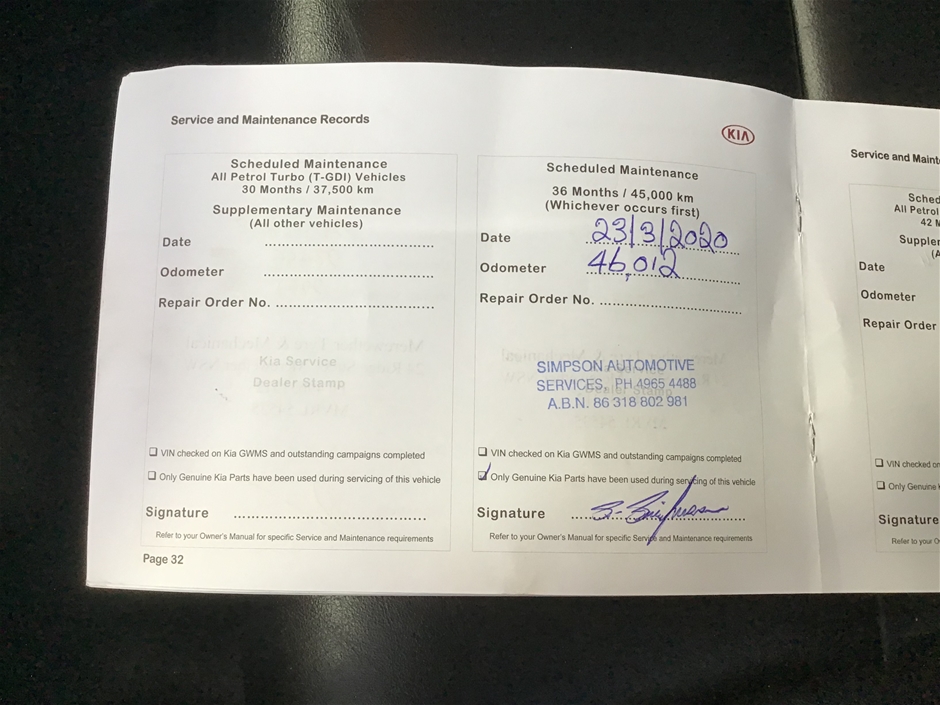 Service and Maintenance Records
KIA
Scheduled Maintenance
All Petrol Turbo (T-GDI) Vehicles
30 Months / 37,500 km
Supplementary Maintenance
(All other vehicles)
Date
Odometer
Repair Order No.
Kia Service
Dealer Stamp
❑ VIN checked on Kia GWMS and outstanding campaigns completed
❑ Only Genuine Kia Parts have been used during servicing of this vehicle
Signature
Refer to your Owner's Manual for specific Service and Maintenance requirements
Page 32
Scheduled Maintenance
36 Months / 45,000 km
(Whichever occurs first)
Date 23/3/2020
Odometer 46,012
Repair Order No.
SIMPSON AUTOMOTIVE
SERVICES, PH 4965 4488
A.B.N. 86 318 802 981
❑ VIN checked on Kia GWMS and outstanding campaigns completed
☑ Only Genuine Kia Parts have been used during servicing of this vehicle
Signature
Refer to your Owner's Manual for specific Service and Maintenance requirements
Service and Maint
Sched
All Petrol
42 M
Supplem
(A
Date
Odometer
Repair Order
❑ VIN checked on
❑ Only Genuine
Signature
Refer to your O